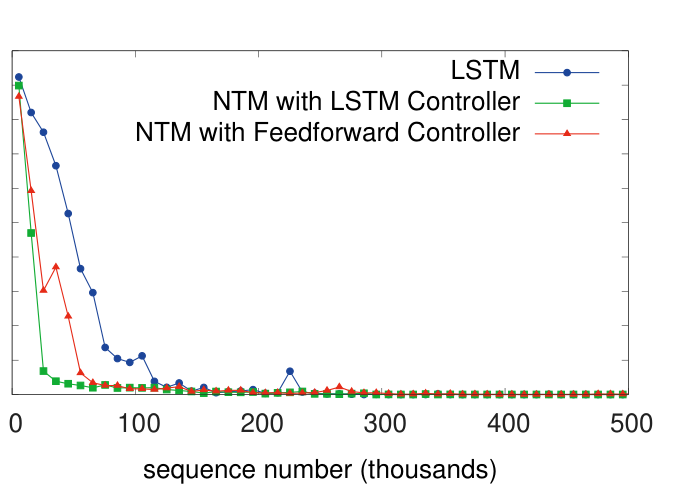 LSTM
NTM with LSTM Controller
NTM with Feedforward Controller
0 100 200 300 400 500
sequence number (thousands)